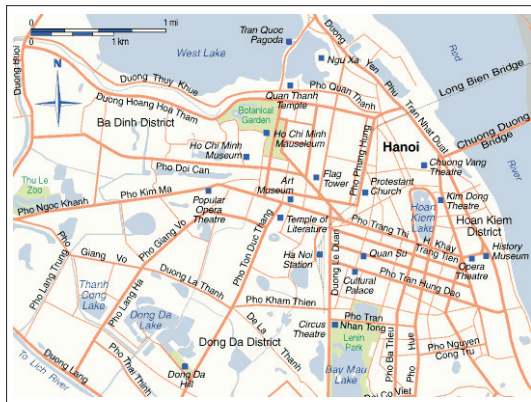 0
1 mi
0
1 km
Tran Quoc
Pagoda
West Lake
Ngu Xa
Duong
Yen
Phu
Red
River
N
Duong Buoi
Duong Thuy Khue
Quan Thanh
Temple
Pho Quan Thanh
Long Bien Bridge
Duong Hoang Hoa Tham
Botanical
Garden
Tran Nhat Dual
Chuong Duong
Bridge
Ba Dinh District
Ho Chi Minh
Mauseleum
Pho Phung Hung
Hanoi
Ho Chi Minh
Museum
Chuong Vang
Theatre
Pho Doi Can
Thu Le
Zoo
Art
Museum
Flag
Tower
Protestant
Church
Kim Dong
Theatre
Pho Kim Ma
Pho Ngoc Khanh
Popular
Opera
Theatre
Hoan
Kiem
Lake
Hoan Kiem
District
Temple of
Literature
Pho Trang Thi
H Khay
Trang Tien
History
Museum
Pho Giang Vo
Pho Ton Duc Thang
Giang Vo
Ha Noi
Station
Duong Le Duan
Quan Su
Opera
Theatre
Pho Lang Trung
Pho Lang Ha
Duong La Thanh
Cultural
Palace
Pho Tran Hung Dao
Thanh
Cong Lake
Pho Kham Thien
Dong Da
Lake
De La
Thanh
Circus
Theatre
Pho Tran
Nhan Tong
Dong Da District
Lenin
Park
Pho Ba Trieu
Pho Hue
Pho Nguyen
Cong Tru
Duong Lang
To Lich River
Pho Thai Thinh
Dong Da
Hill
Bay Mau
Lake
Co Viet